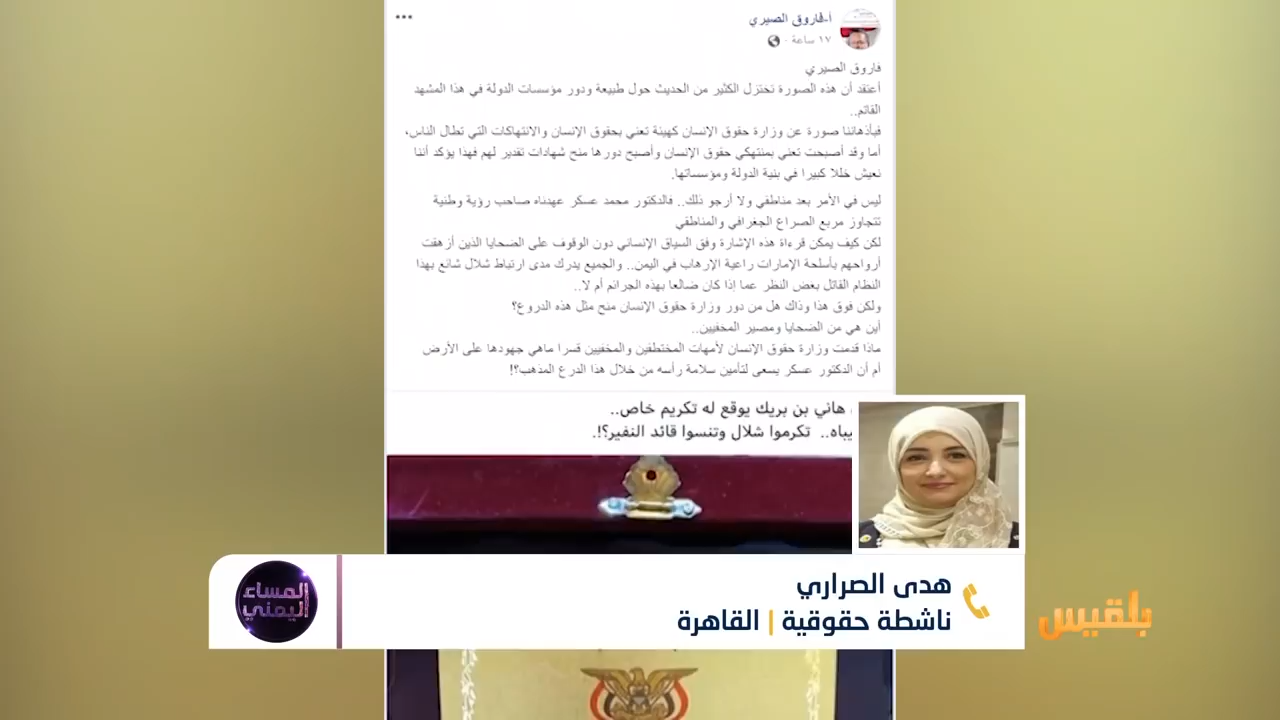 أ-فاروق الصيري
١٧ ساعة ·
فاروق الصيري
أعتقد أن هذه الصورة تختزل الكثير من الحديث حول طبيعة ودور مؤسسات الدولة في هذا المشهد
القاتم..
فبأذهاننا صورة عن وزارة حقوق الإنسان كهيئة تعني بحقوق الإنسان والانتهاكات التي تطال الناس،
أما وقد أصبحت تعني بمنتهكي حقوق الإنسان وأصبح دورها منح شهادات تقدير لهم فهذا يؤكد أننا
نعيش خللا كبيرا في بنية الدولة ومؤسساتها.
ليس في الأمر بعد مناطقي ولا أرجو ذلك.. فالدكتور محمد عسكر عهدناه صاحب رؤية وطنية
تتجاوز مربع الصراع الجغرافي والمناطقي
لكن كيف يمكن قرءاة هذه الإشارة وفق السياق الإنساني دون الوقوف على الضحايا الذين أزهقت
أرواحهم بأسلحة الإمارات راعية الإرهاب في اليمن.. والجميع يدرك مدى ارتباط شلال شائع بهذا
النظام القاتل بعض النظر عما إذا كان ضالعا بهذه الجرائم أم لا..
ولكن فوق هذا وذاك هل من دور وزارة حقوق الإنسان منح مثل هذه الدروع؟
أين هي من الضحايا ومصير المخفيين..
ماذا قدمت وزارة حقوق الإنسان لأمهات المختطفين والمخفيين قسرا ماهي جهودها على الأرض
أم أن الدكتور عسكر يسعى لتأمين سلامة رأسه من خلال هذا الدرع المذهب؟!
هاني بن بريك يوقع له تكريم خاص..
تكرموا شلال وتنسوا قائد النفير؟!.
هدى الصراري
ناشطة حقوقية | القاهرة
المساء
اليمني
بلقيس